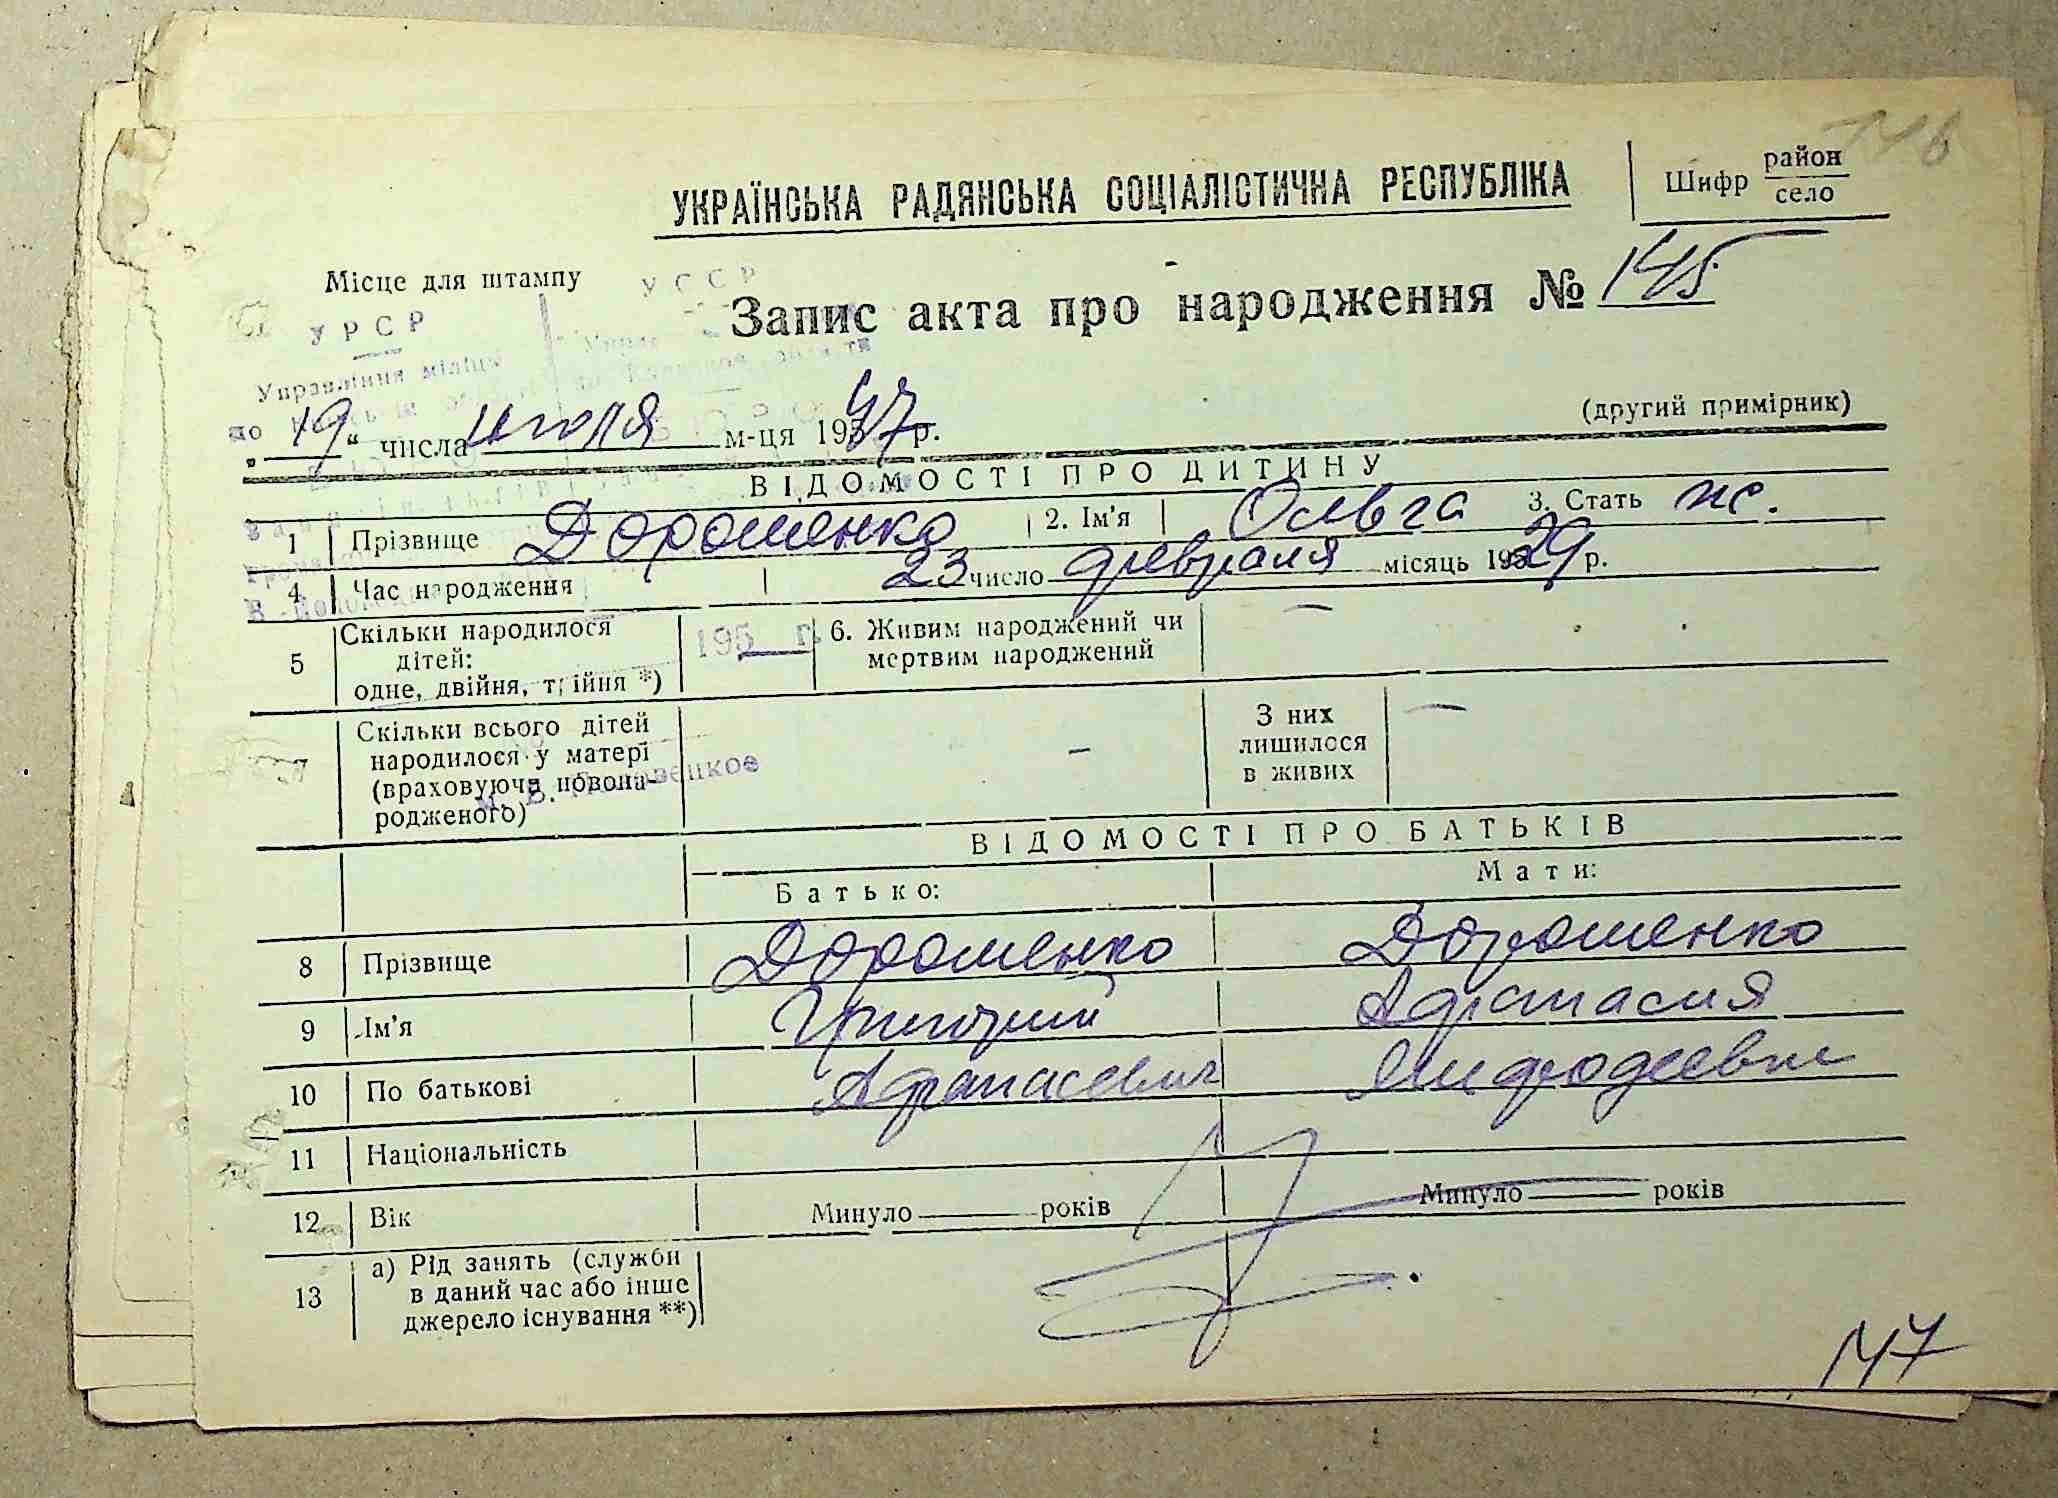 146
УКРАЇНСЬКА РАДЯНСЬКА СОЦІАЛІСТИЧНА РЕСПУБЛІКА
Шифр район
село
Місце для штампу
УССР
УРСР
Запис акта про народження № 145
Управління міліції
по
„19“ числа июля м-ця 1947 р.
(другий примірник)
ВІДОМОСТІ ПРО ДИТИНУ
1 Прізвище Дорошенко 2. Ім'я Ольга 3. Стать ж.
4 Час народження 23 число февраля місяць 1929 р.
5 Скільки народилося дітей: одне, двійня, трійня *) 195 г. 6. Живим народжений чи мертвим народжений –
7 Скільки всього дітей народилося у матері (враховуючи новонародженого) – З них лишилося в живих –
ВІДОМОСТІ ПРО БАТЬКІВ
Батько: Мати:
8 Прізвище Дорошенко Дорошенко
9 Ім'я Григорий Афанасия
10 По батькові Афанасевич Мифодеевна
11 Національність
12 Вік Минуло ——— років Минуло ——— років
13 а) Рід занять (служби в даний час або інше джерело існування **)
147